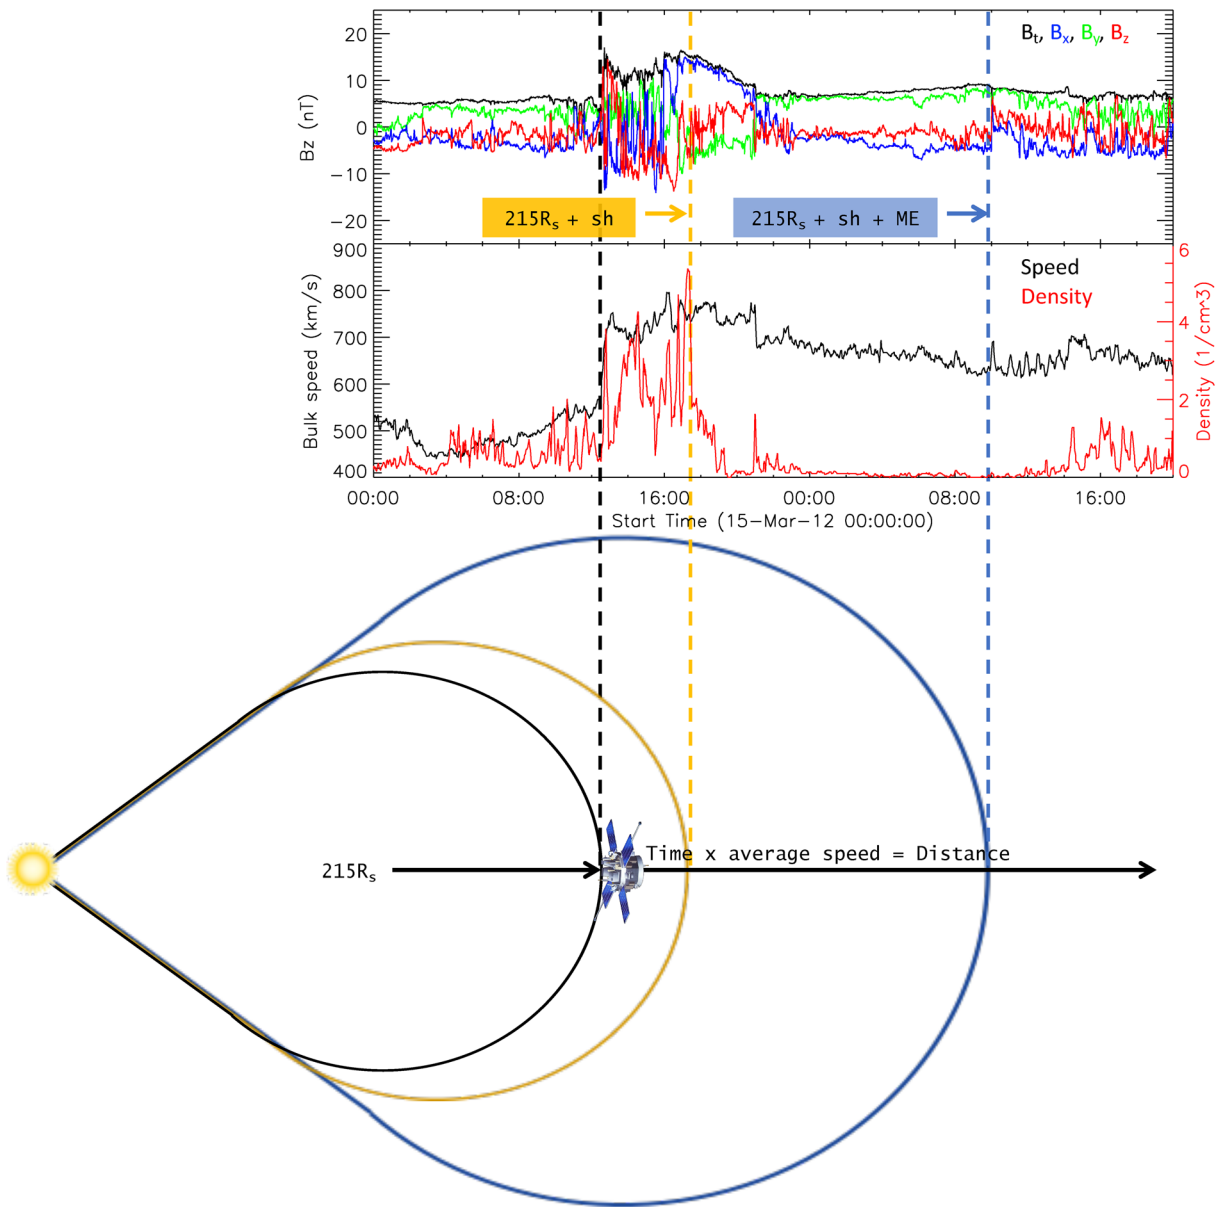 20
10
0
-10
-20
Bz (nT)
Bt, Bx, By, Bz
215Rs + sh
215Rs + sh + ME
900
800
700
600
500
400
Bulk speed (km/s)
Speed
Density
6
4
2
0
Density (1/cm^3)
00:00 08:00 16:00 00:00 08:00 16:00
Start Time (15-Mar-12 00:00:00)
Time x average speed = Distance
215Rs